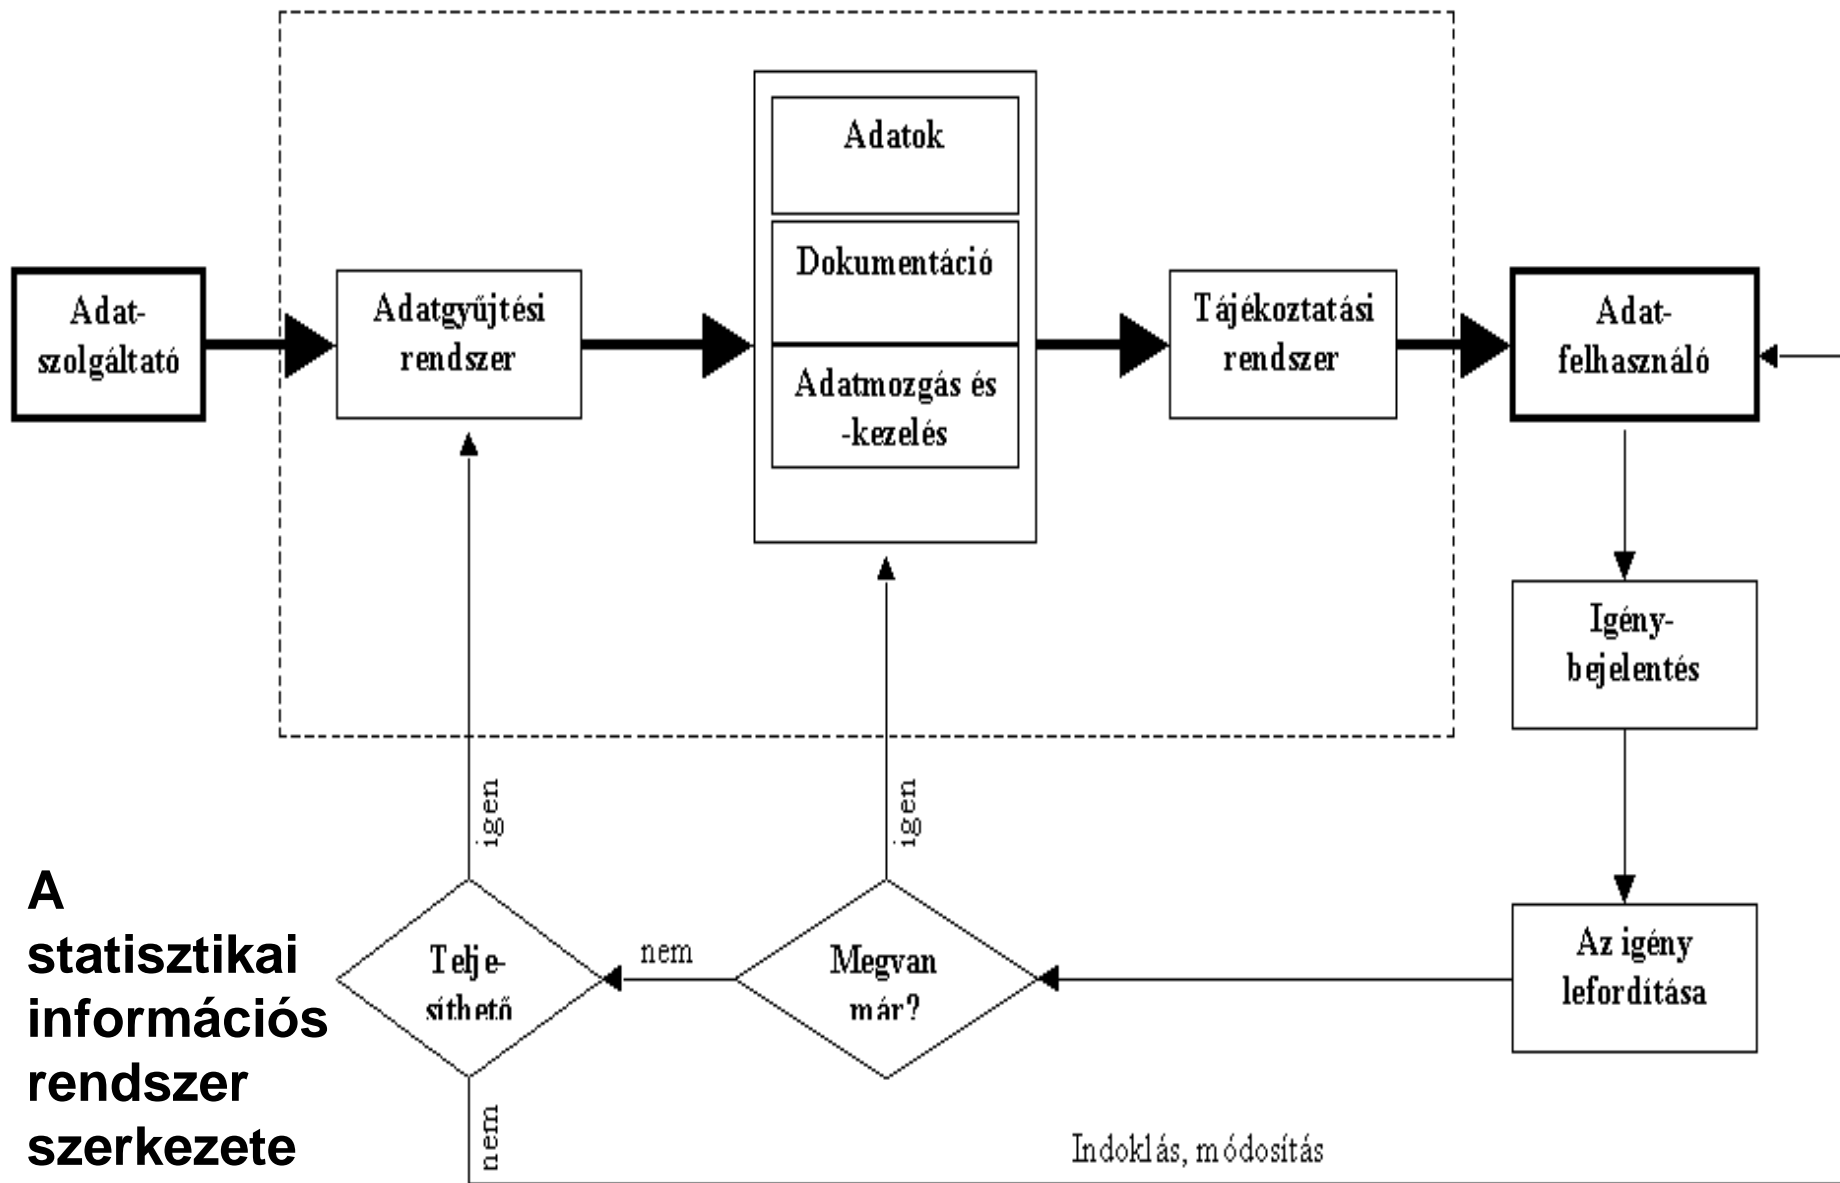 Adatok
Dokumentáció
Adatmozgás és
-kezelés
Adat-
szolgáltató
Adatgyűjtési
rendszer
Tájékoztatási
rendszer
Adat-
felhasználó
Igény-
bejelentés
igen
igen
Az igény
lefordítása
Megvan
már?
nem
Telje-
síthető
nem
Indoklás, módosítás
A
statisztikai
információs
rendszer
szerkezete